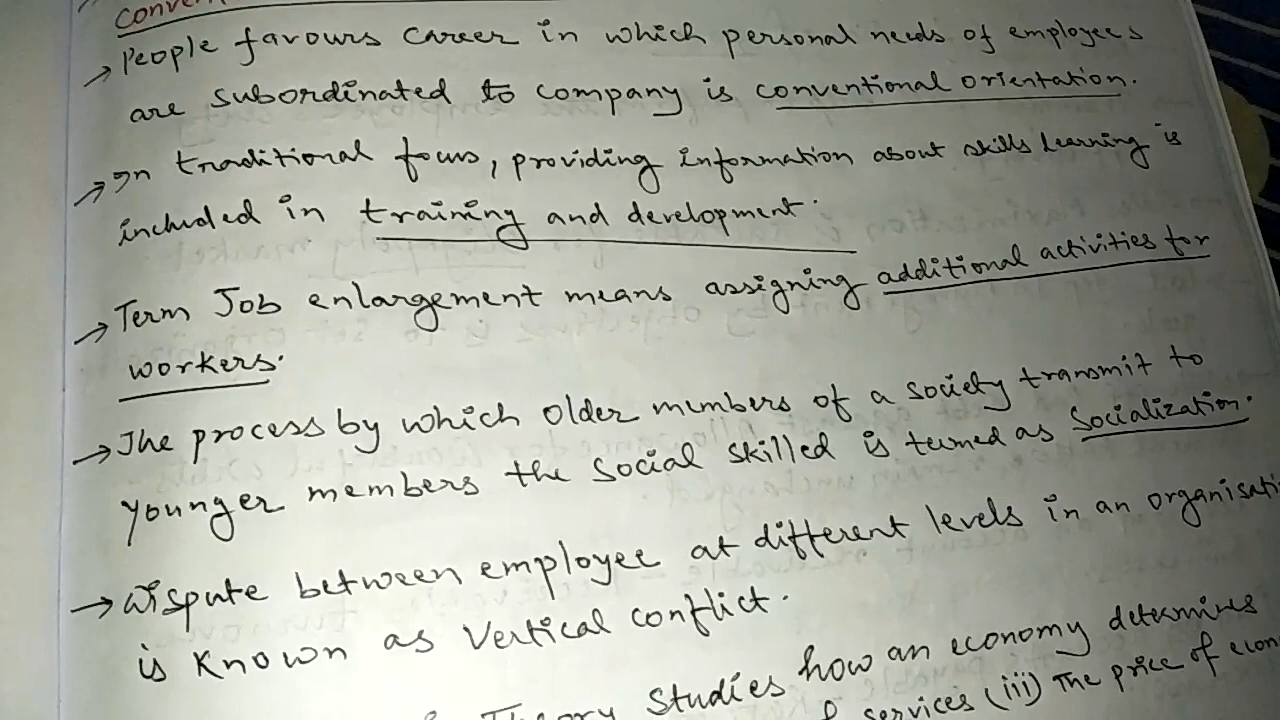 conven
→ People favours career in which personal needs of employees
are subordinated to company is conventional orientation.
→ In traditional focus, providing information about skills learning is
included in training and development.
→ Term Job enlargement means assigning additional activities for
workers.
→ The process by which older members of a society transmit to
younger members the social skilled is termed as Socialization.
→ Dispute between employee at different levels in an organisati
is known as Vertical conflict.
Theory studies how an economy determines
services (iii) The price of econ